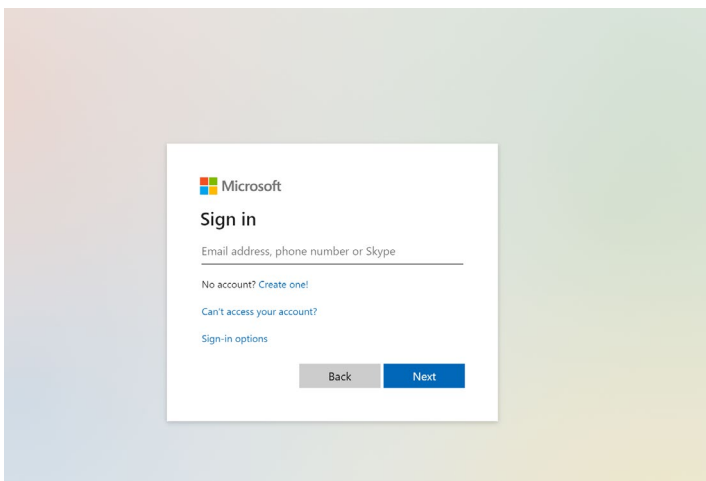 Microsoft
Sign in
Email address, phone number or Skype
No account? Create one!
Can't access your account?
Sign-in options
Back Next